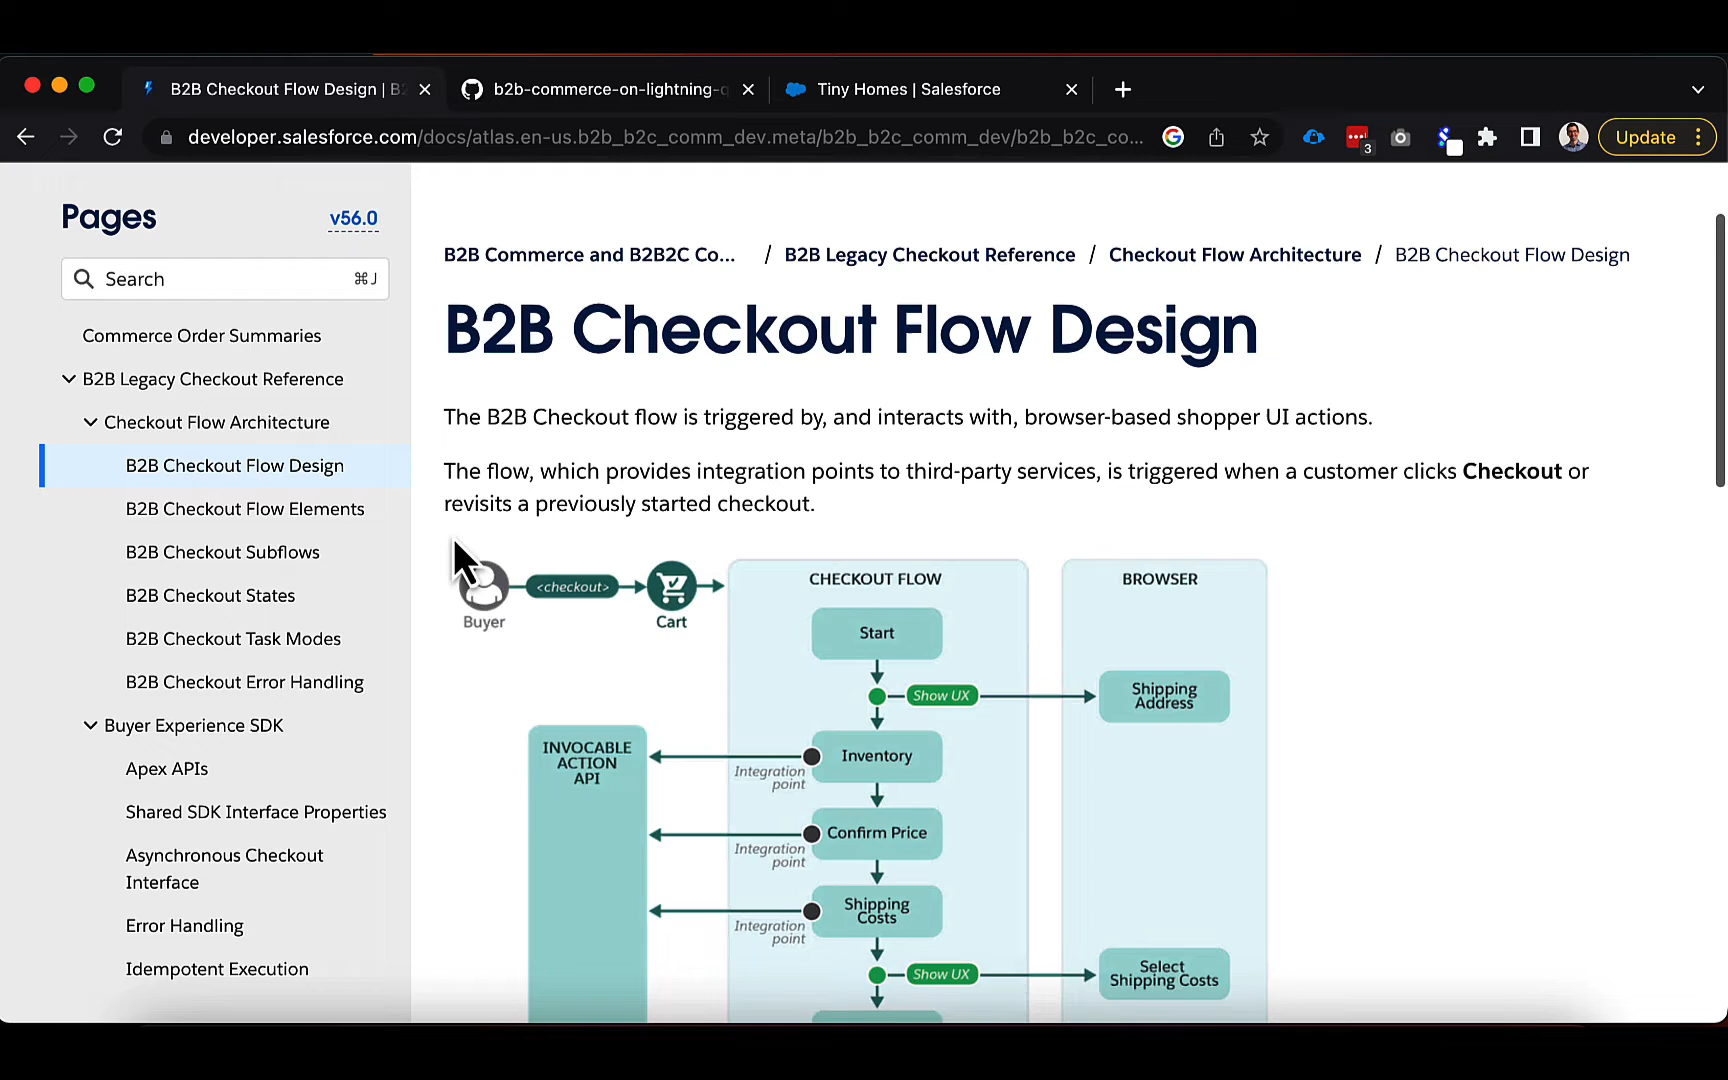 B2B Checkout Flow Design | B2
b2b-commerce-on-lightning-q
Tiny Homes | Salesforce
developer.salesforce.com/docs/atlas.en-us.b2b_b2c_comm_dev.meta/b2b_b2c_comm_dev/b2b_b2c_co...
3
Update
Pages
v56.0
Search
⌘J
Commerce Order Summaries
B2B Legacy Checkout Reference
Checkout Flow Architecture
B2B Checkout Flow Design
B2B Checkout Flow Elements
B2B Checkout Subflows
B2B Checkout States
B2B Checkout Task Modes
B2B Checkout Error Handling
Buyer Experience SDK
Apex APIs
Shared SDK Interface Properties
Asynchronous Checkout
Interface
Error Handling
Idempotent Execution
B2B Commerce and B2B2C Co... / B2B Legacy Checkout Reference / Checkout Flow Architecture / B2B Checkout Flow Design
B2B Checkout Flow Design
The B2B Checkout flow is triggered by, and interacts with, browser-based shopper UI actions.
The flow, which provides integration points to third-party services, is triggered when a customer clicks Checkout or
revisits a previously started checkout.
Buyer
<checkout>
Cart
CHECKOUT FLOW
BROWSER
Start
Show UX
Shipping
Address
INVOCABLE
ACTION
API
Integration
point
Inventory
Integration
point
Confirm Price
Integration
point
Shipping
Costs
Show UX
Select
Shipping Costs